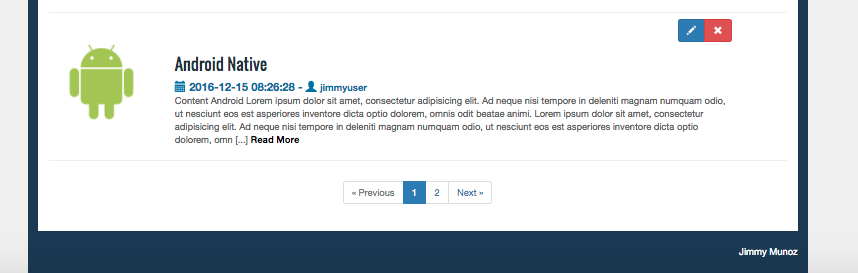 Android Native
2016-12-15 08:26:28 - jimmyuser
Content Android Lorem ipsum dolor sit amet, consectetur adipisicing elit. Ad neque nisi tempore in deleniti magnam numquam odio,
ut nesciunt eos est asperiores inventore dicta optio dolorem, omnis odit beatae animi. Lorem ipsum dolor sit amet, consectetur
adipisicing elit. Ad neque nisi tempore in deleniti magnam numquam odio, ut nesciunt eos est asperiores inventore dicta optio
dolorem, omn [...] Read More
« Previous 1 2 Next »
Jimmy Munoz